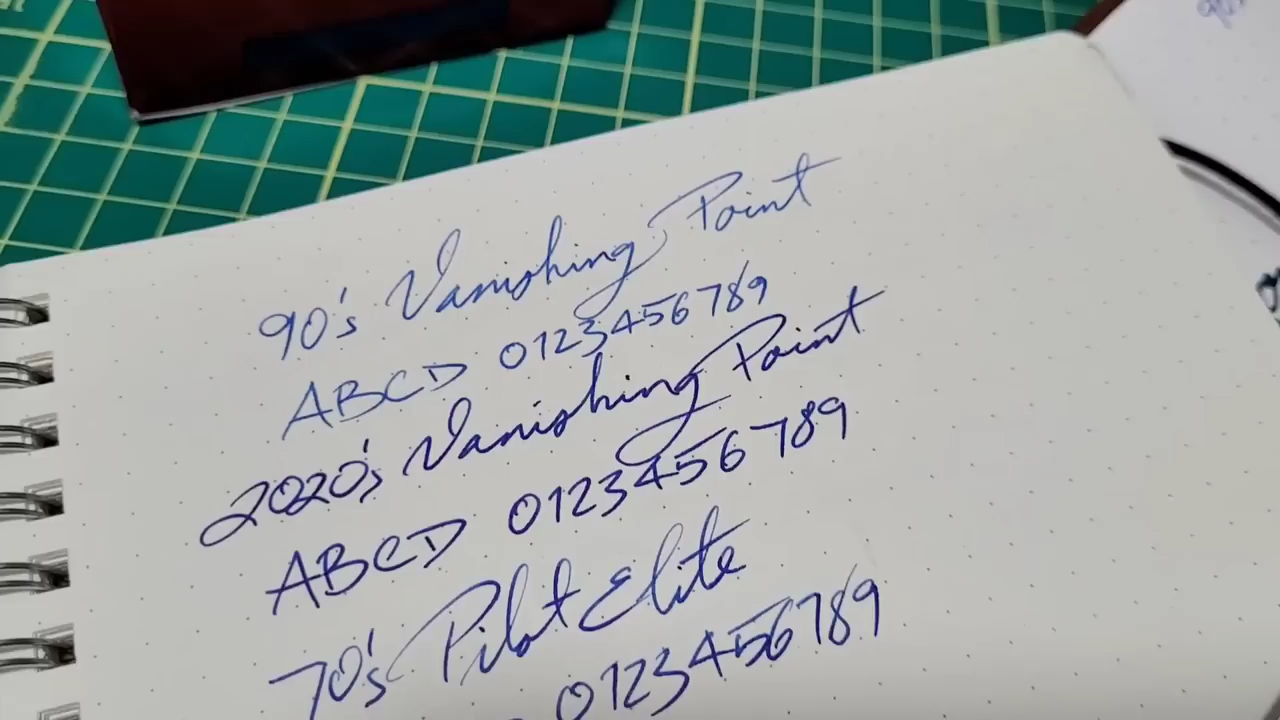 90's Vanishing Point
ABCD 0123456789
2020's Vanishing Point
ABCD 0123456789
70's Pilot Elite
0123456789